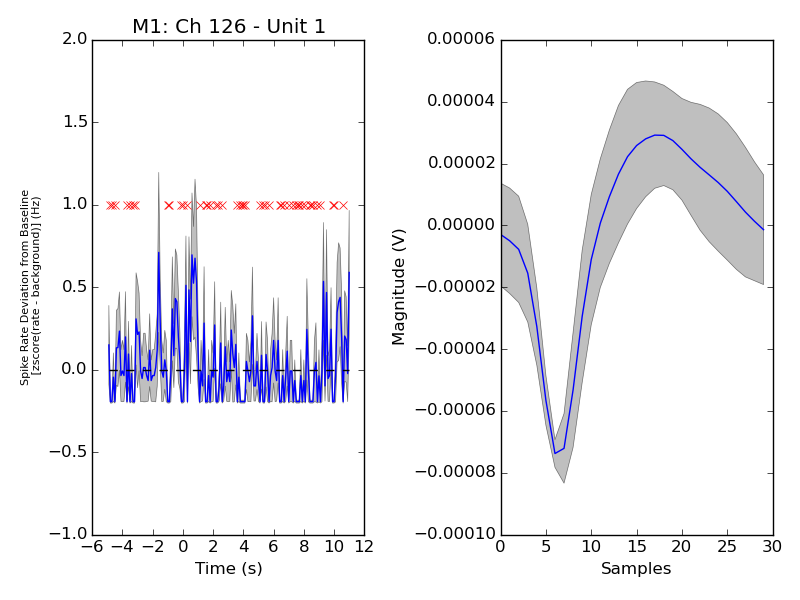 M1: Ch 126 - Unit 1
Spike Rate Deviation from Baseline
[zscore(rate - background)] (Hz)
2.0
1.5
1.0
0.5
0.0
−0.5
−1.0
−6 −4 −2 0 2 4 6 8 10 12
Time (s)
Magnitude (V)
0.00006
0.00004
0.00002
0.00000
−0.00002
−0.00004
−0.00006
−0.00008
−0.00010
0 5 10 15 20 25 30
Samples